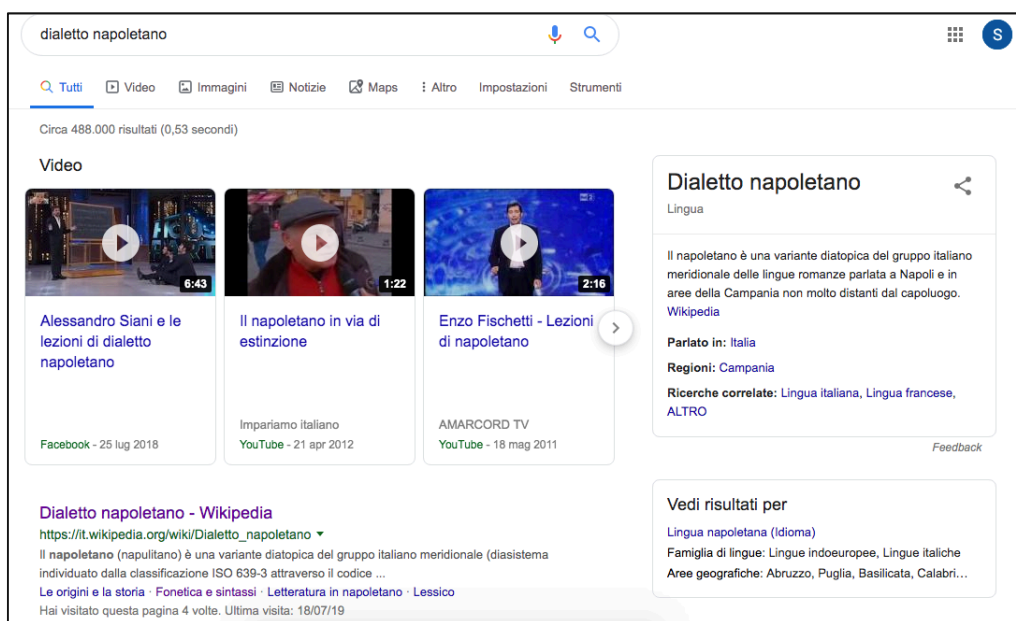 dialetto napoletano
S
Tutti Video Immagini Notizie Maps Altro Impostazioni Strumenti
Circa 488.000 risultati (0,53 secondi)
Video
6:43
Alessandro Siani e le
lezioni di dialetto
napoletano
Facebook - 25 lug 2018
1:22
Il napoletano in via di
estinzione
Impariamo italiano
YouTube - 21 apr 2012
2:16
Enzo Fischetti - Lezioni
di napoletano
AMARCORD TV
YouTube - 18 mag 2011
Dialetto napoletano - Wikipedia
https://it.wikipedia.org/wiki/Dialetto_napoletano
Il napoletano (napulitano) è una variante diatopica del gruppo italiano meridionale (diasistema
individuato dalla classificazione ISO 639-3 attraverso il codice ...
Le origini e la storia · Fonetica e sintassi · Letteratura in napoletano · Lessico
Hai visitato questa pagina 4 volte. Ultima visita: 18/07/19
Dialetto napoletano
Lingua
Il napoletano è una variante diatopica del gruppo italiano
meridionale delle lingue romanze parlata a Napoli e in
aree della Campania non molto distanti dal capoluogo.
Wikipedia
Parlato in: Italia
Regioni: Campania
Ricerche correlate: Lingua italiana, Lingua francese,
ALTRO
Feedback
Vedi risultati per
Lingua napoletana (Idioma)
Famiglia di lingue: Lingue indoeuropee, Lingue italiche
Aree geografiche: Abruzzo, Puglia, Basilicata, Calabri...